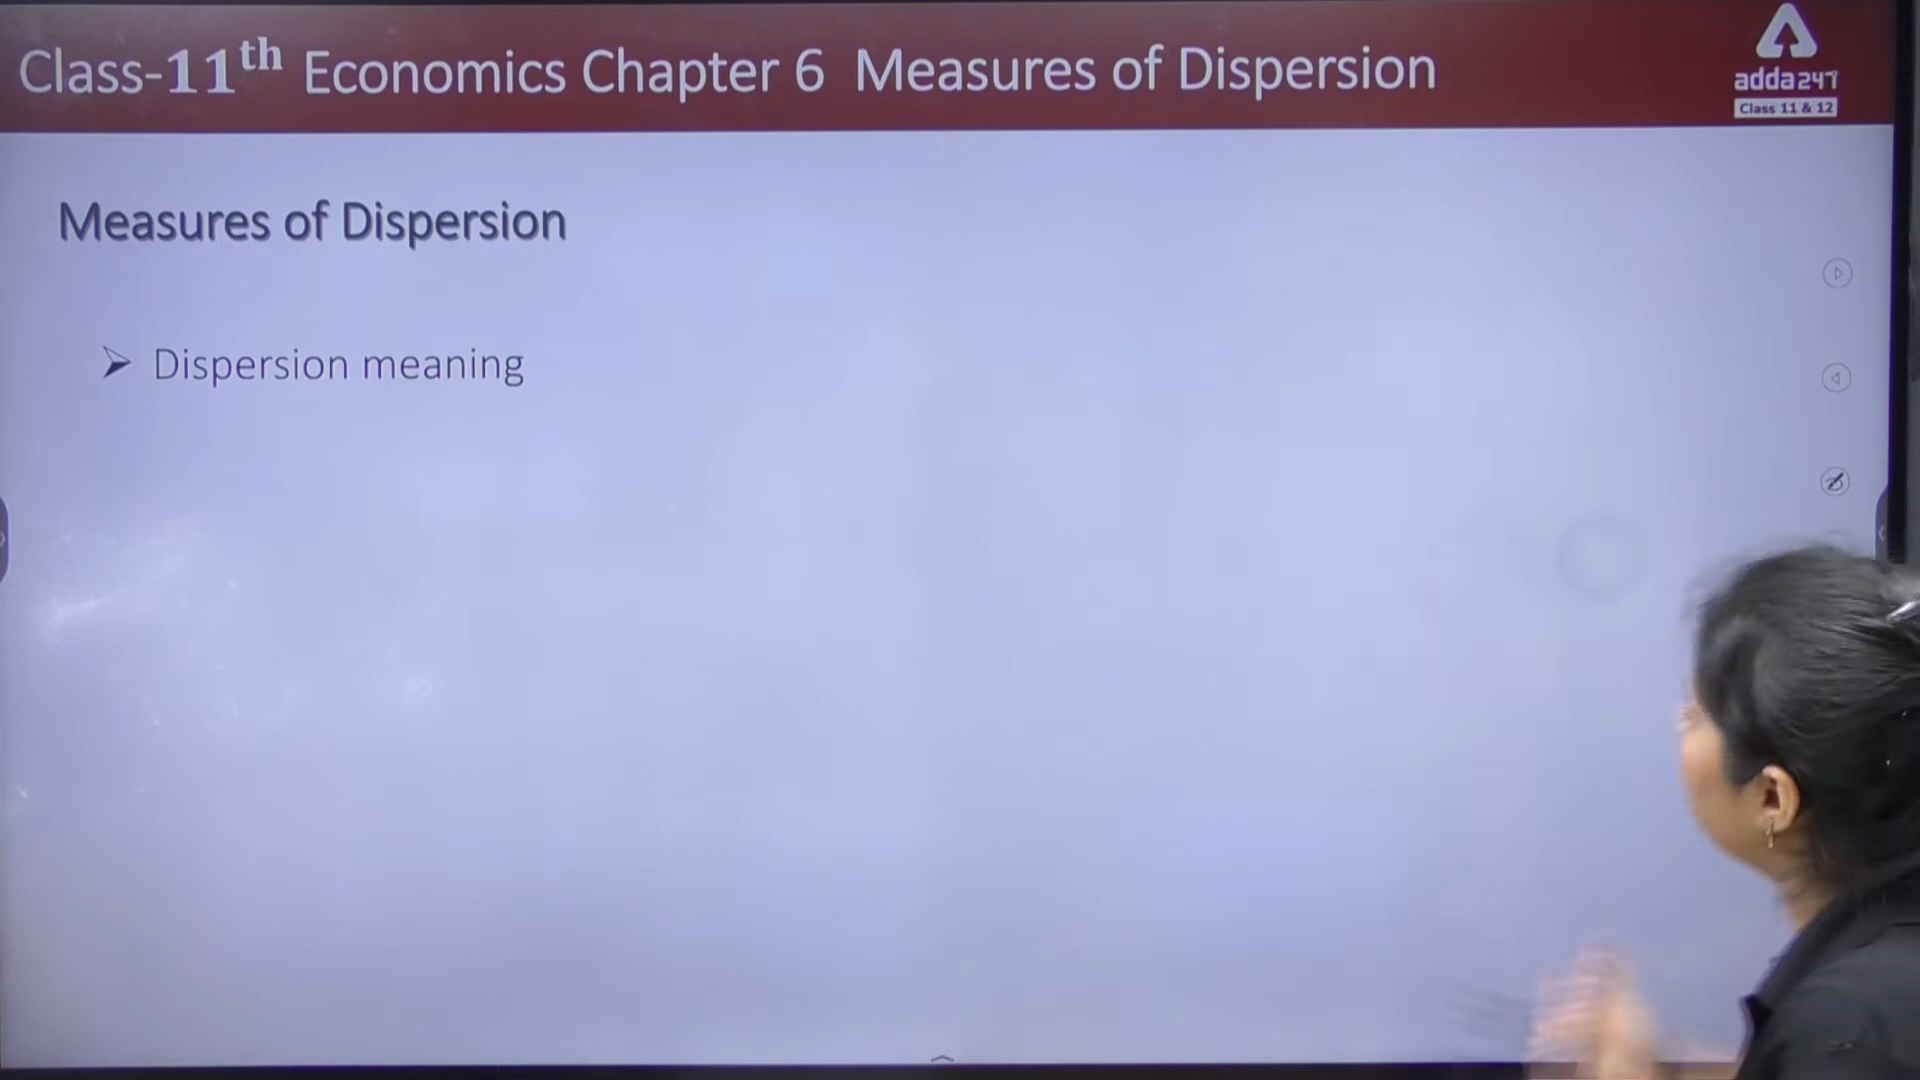 Class-11th Economics Chapter 6 Measures of Dispersion
adda247
Class 11 & 12
Measures of Dispersion
➢ Dispersion meaning